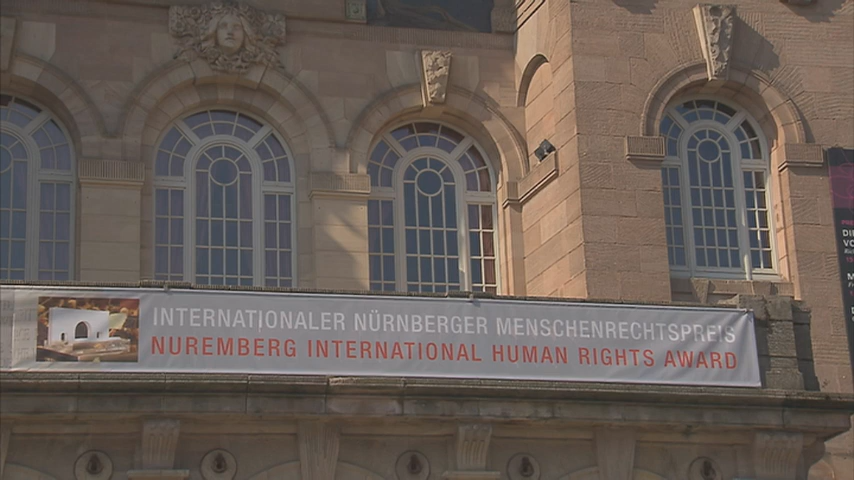 INTERNATIONALER NÜRNBERGER MENSCHENRECHTSPREIS
NUREMBERG INTERNATIONAL HUMAN RIGHTS AWARD